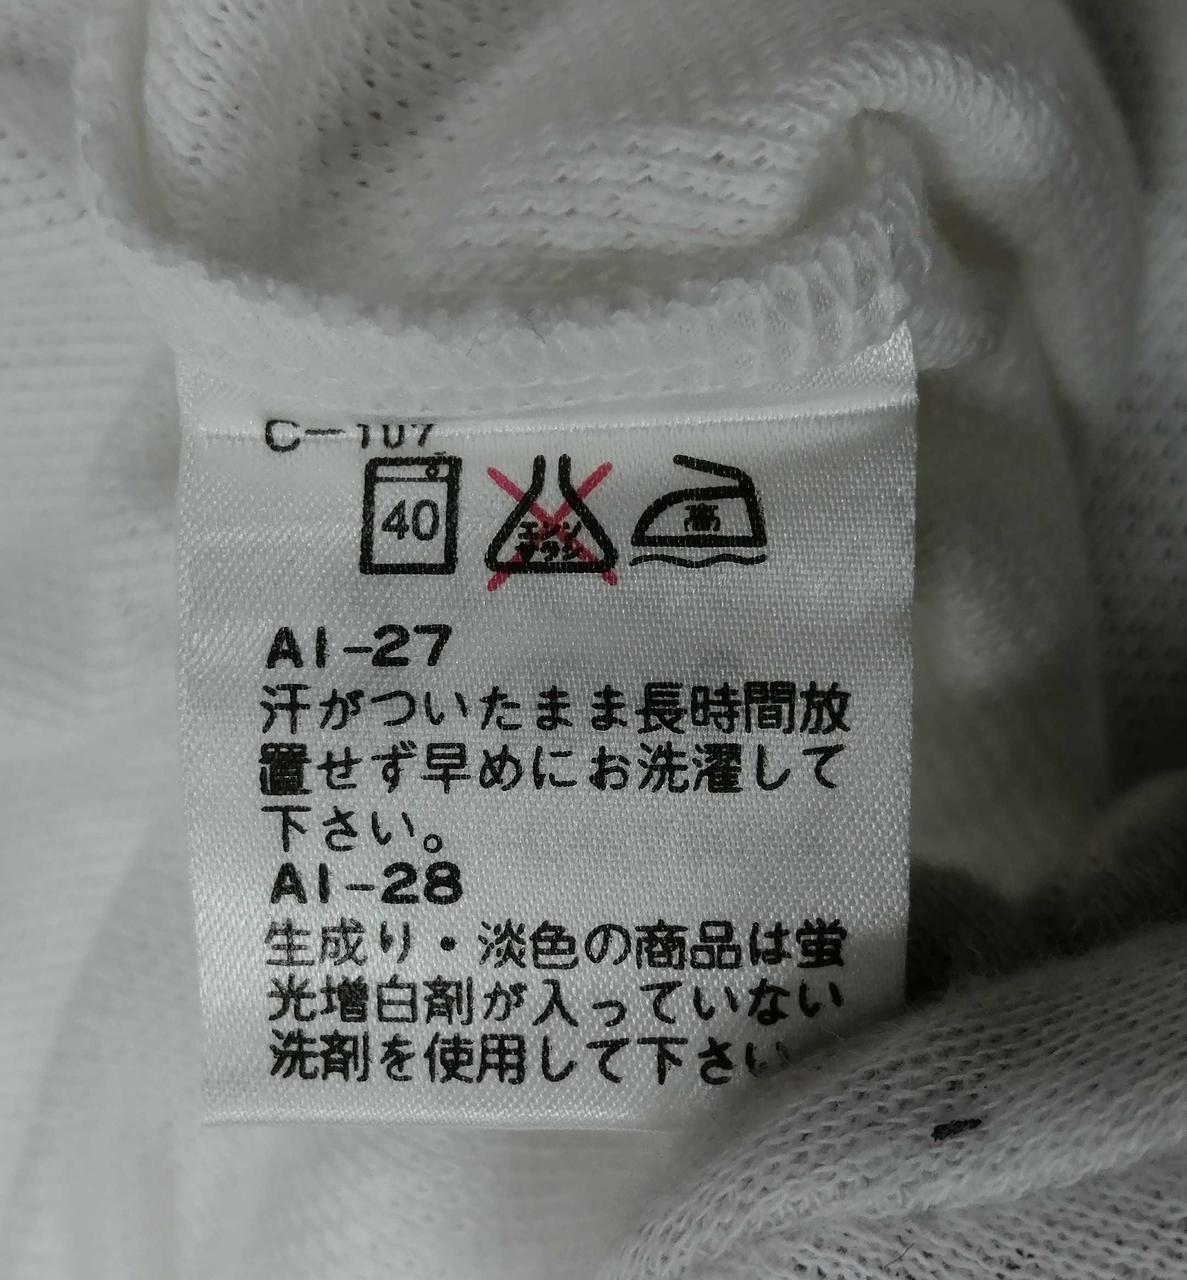 C-107
40
エンソ
サラシ
高
AI-27
汗がついたまま長時間放
置せず早めにお洗濯して
下さい。
AI-28
生成り・淡色の商品は蛍
光増白剤が入っていない
洗剤を使用して下さい